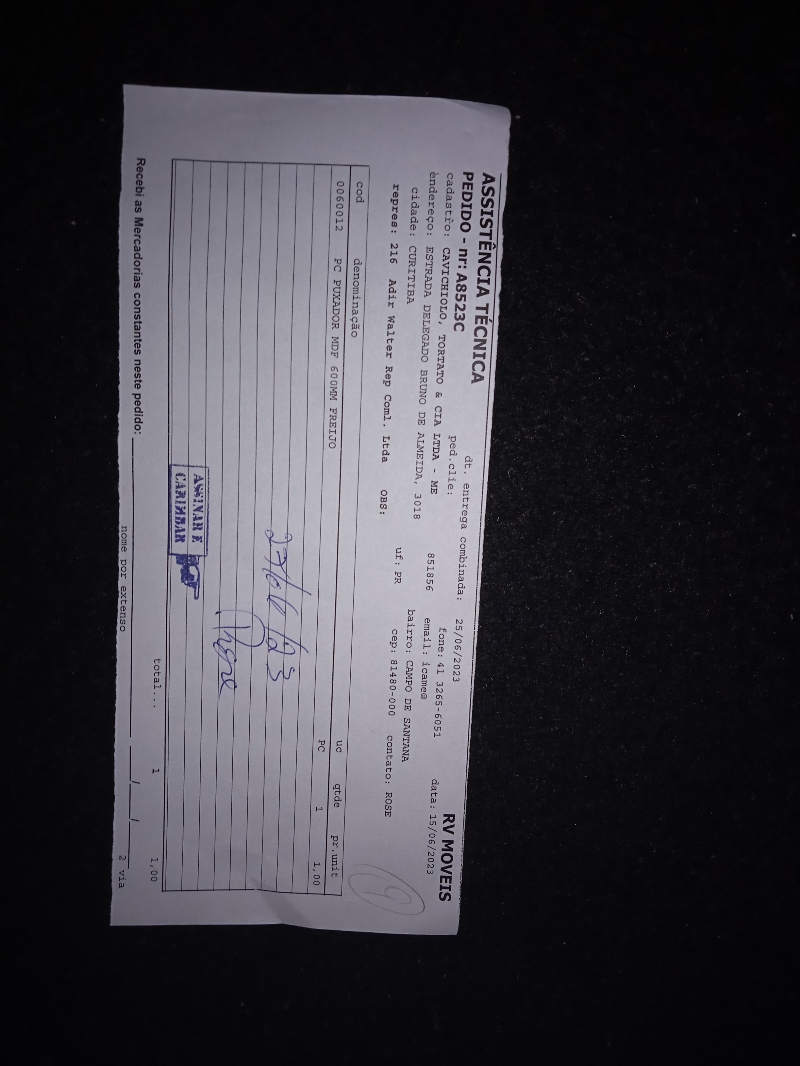 ASSISTÊNCIA TÉCNICA dt. entrega combinada: 25/06/2023 RV MOVEIS
PEDIDO - nr: A8523C ped.clie: fone: 41 3265-6051 data: 15/06/2023
cadastro: CAVICHIOLO, TORTATO & CIA LTDA - ME 851856 email: icame@
endereço: ESTRADA DELEGADO BRUNO DE ALMEIDA, 3018 bairro: CAMPO DE SANTANA
cidade: CURITIBA uf: PR cep: 81480-000 contato: ROSE
repres: 216 Adir Walter Rep Coml. Ltda OBS:
cod denominação uc qtde pr.unit
0060012 PC PUXADOR MDF 600MM FREIJO PC 1 1,00
27/06/23
ASSINAR E
CARIMBAR
total... 1 1,00
Recebi as Mercadorias constantes neste pedido: / /
nome por extenso 2 via